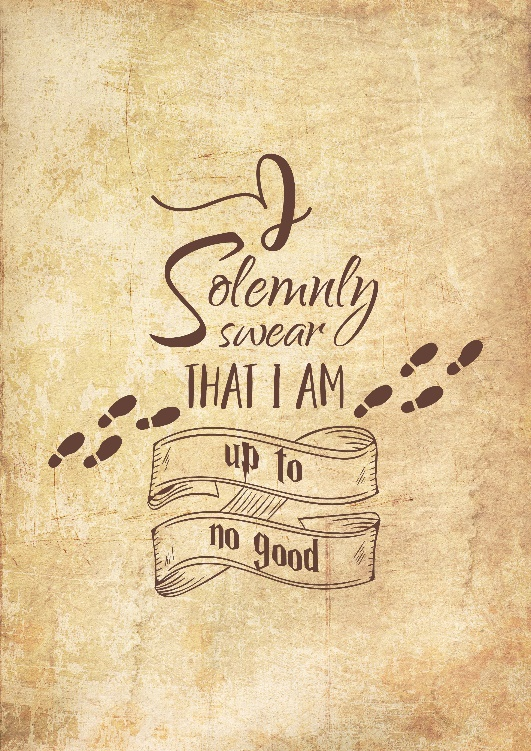 I
Solemnly
swear
THAT I AM
up to
no good